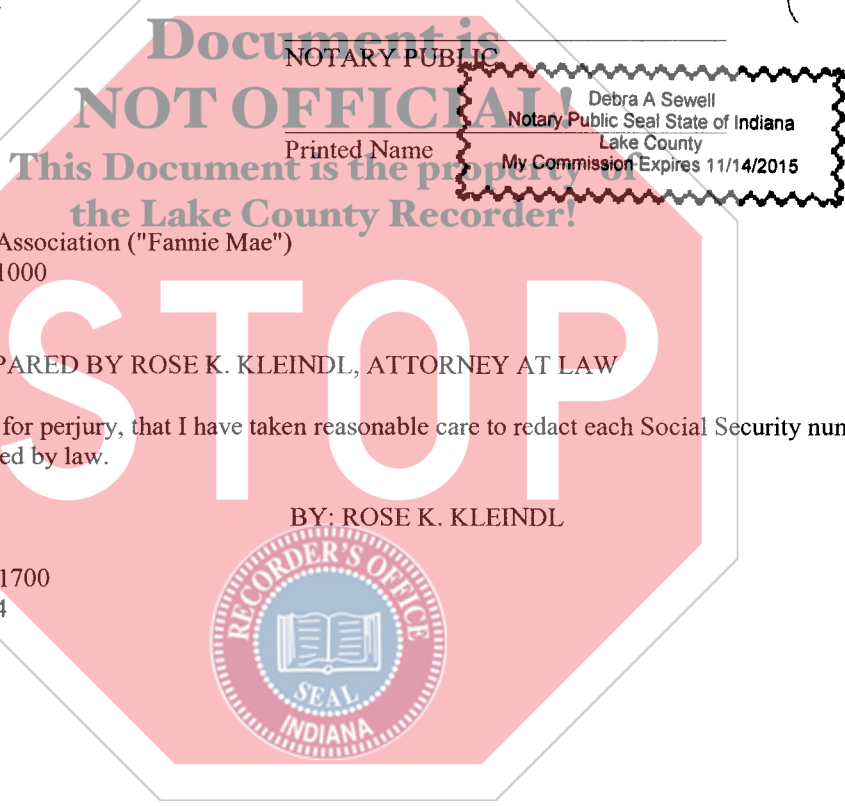 Document is
NOTARY PUBLIC
NOT OFFICIAL!
Debra A Sewell
Notary Public Seal State of Indiana
Lake County
My Commission Expires 11/14/2015
Printed Name
This Document is the property of
the Lake County Recorder!
Association ("Fannie Mae")
1000
STOP
PARED BY ROSE K. KLEINDL, ATTORNEY AT LAW
for perjury, that I have taken reasonable care to redact each Social Security num
ed by law.
BY: ROSE K. KLEINDL
1700
4
RECORDER'S OFFICE
SEAL
INDIANA